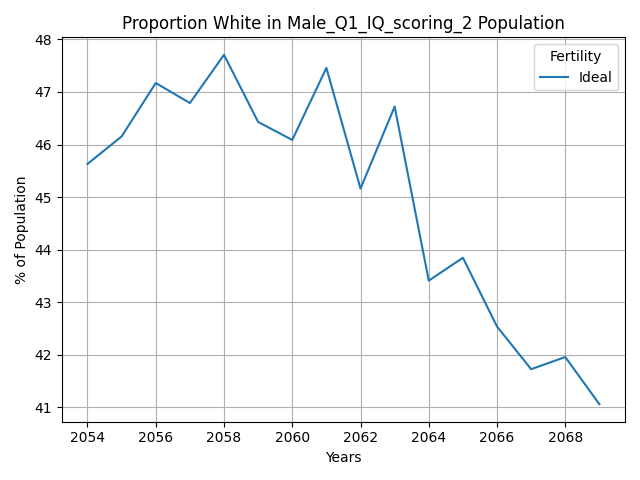 Proportion White in Male_Q1_IQ_scoring_2 Population
48
47
46
45
44
43
42
41
% of Population
Fertility
Ideal
2054 2056 2058 2060 2062 2064 2066 2068
Years